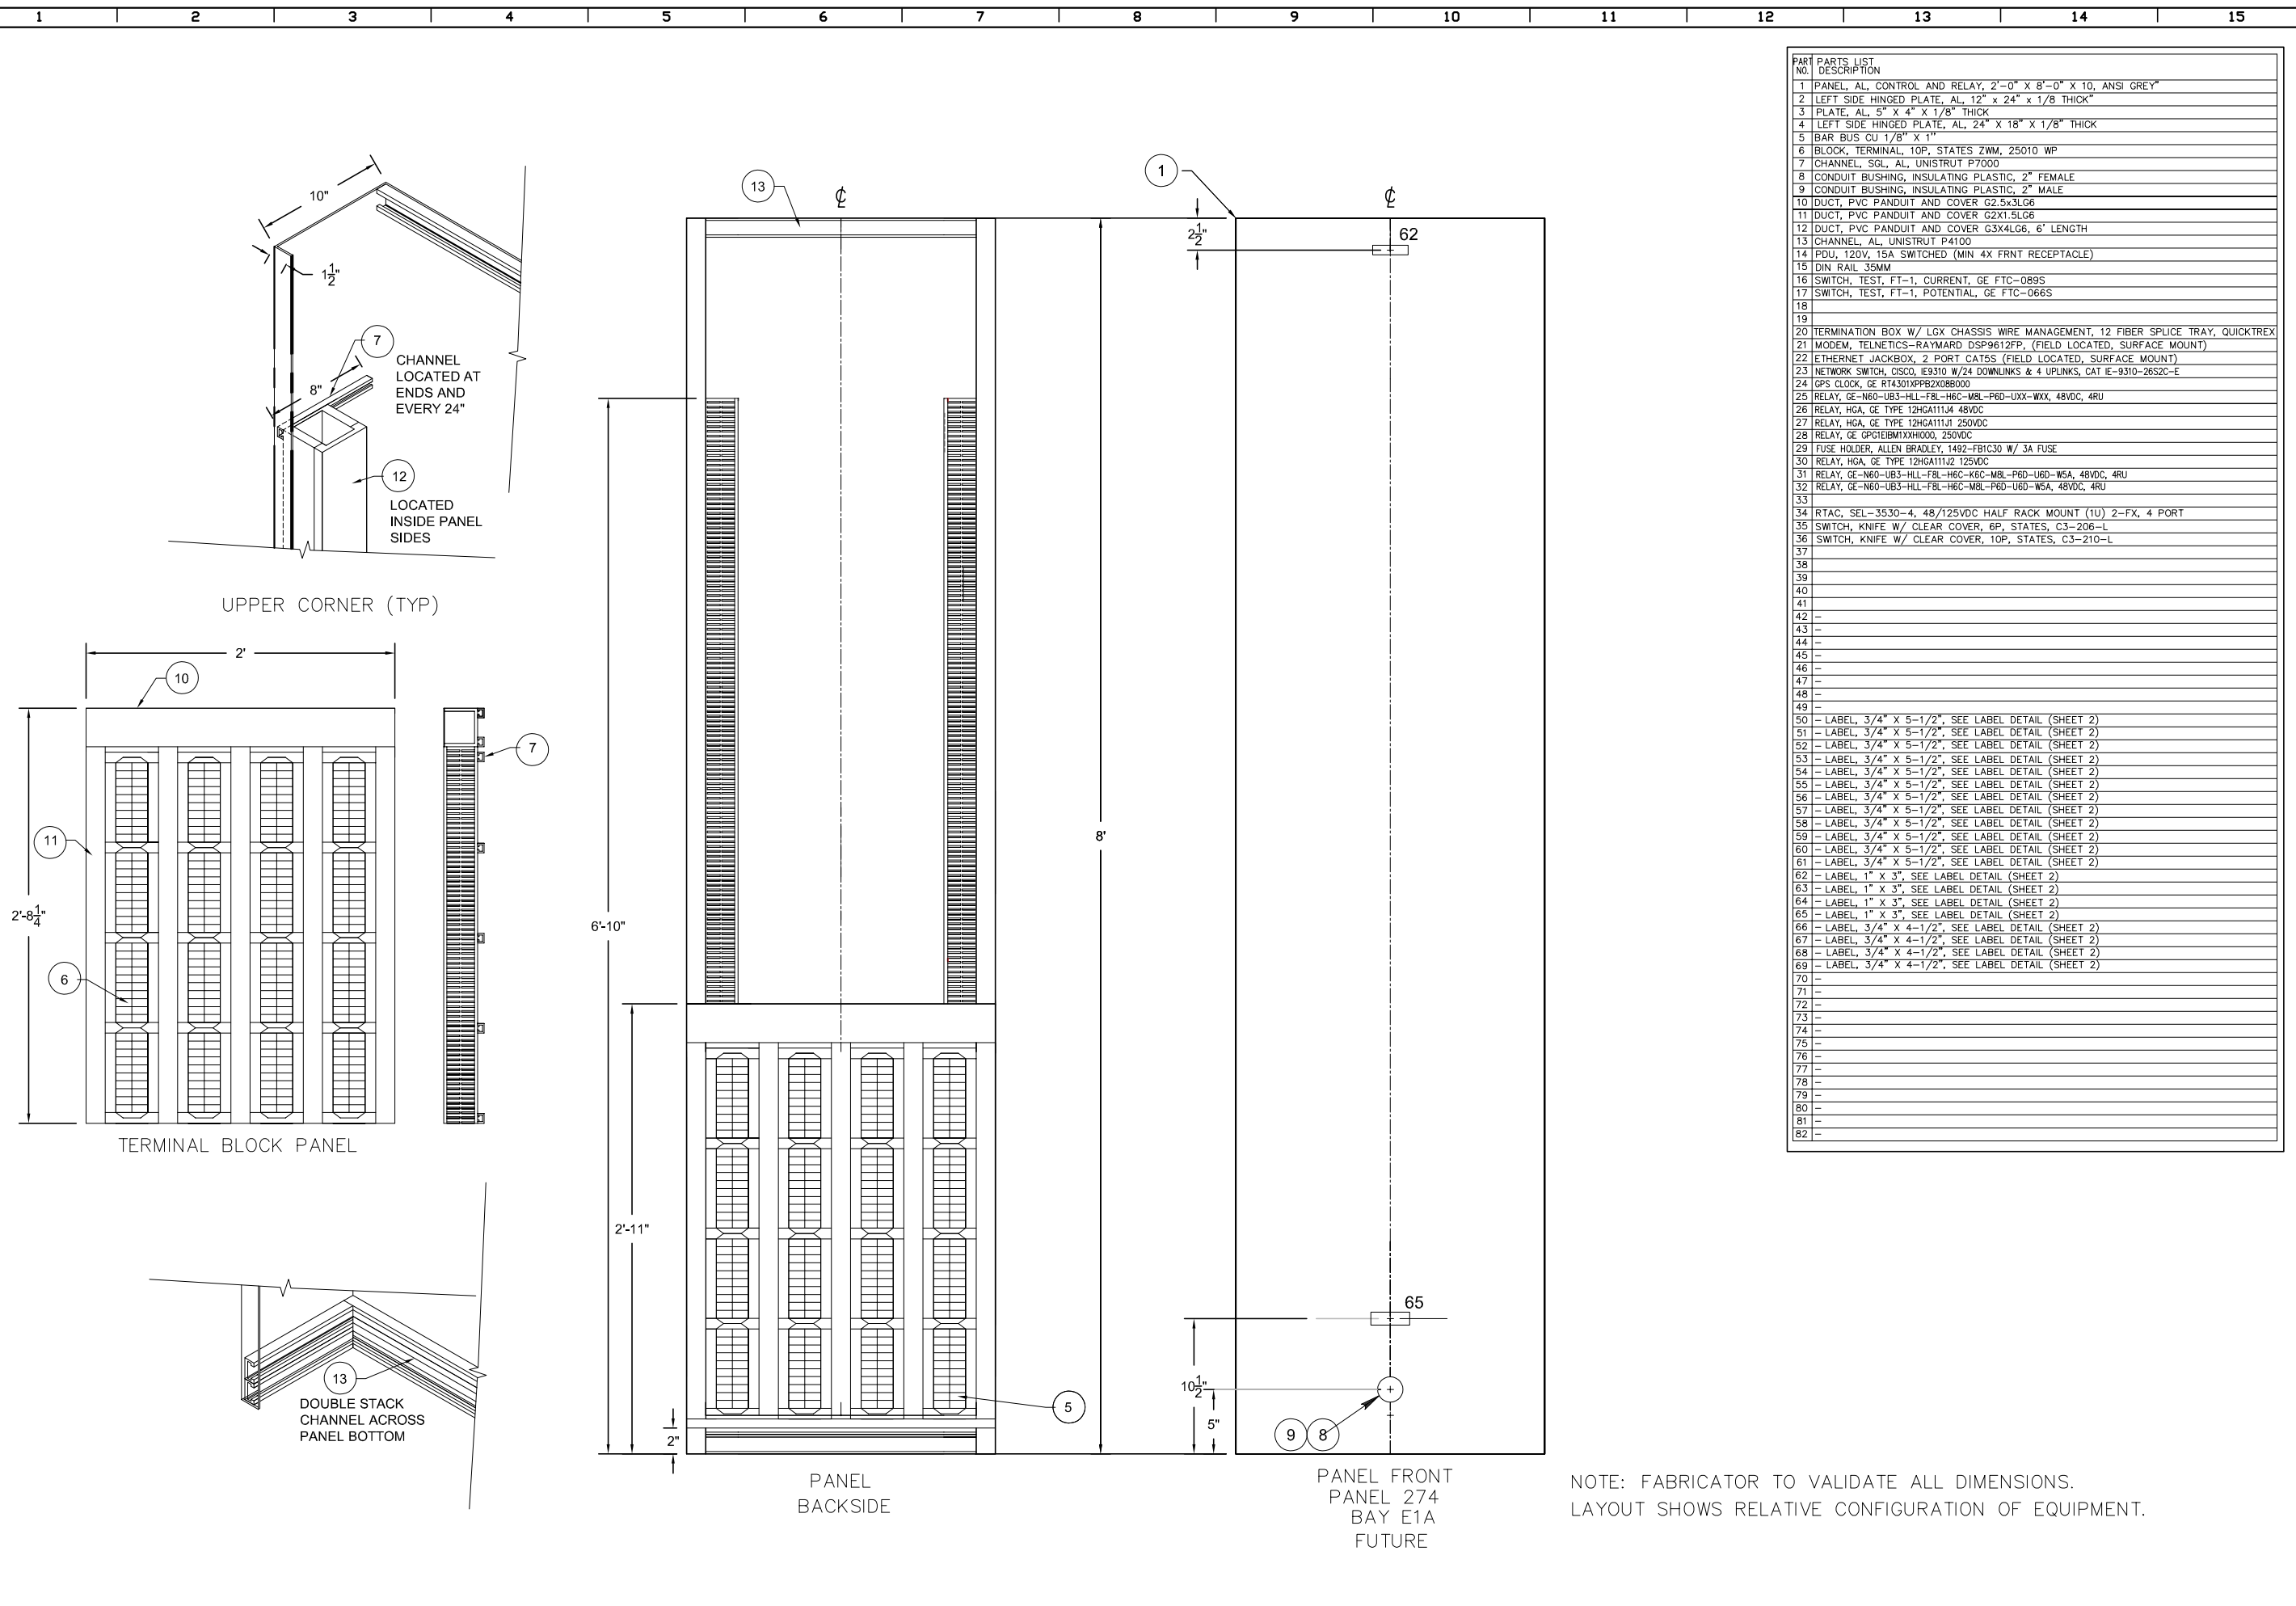 1 2 3 4 5 6 7 8 9 10 11 12 13 14 15
10"
1 1/2"
7
8"
CHANNEL
LOCATED AT
ENDS AND
EVERY 24"
12
LOCATED
INSIDE PANEL
SIDES
UPPER CORNER (TYP)
2'
10
7
11
2'-8 1/4"
6
TERMINAL BLOCK PANEL
13
DOUBLE STACK
CHANNEL ACROSS
PANEL BOTTOM
13
℄
6'-10"
8'
2'-11"
5
2"
PANEL
BACKSIDE
1
℄
2 1/2"
62
65
10 1/2"
5"
9 8
PANEL FRONT
PANEL 274
BAY E1A
FUTURE
NOTE: FABRICATOR TO VALIDATE ALL DIMENSIONS.
LAYOUT SHOWS RELATIVE CONFIGURATION OF EQUIPMENT.
PART PARTS LIST
NO. DESCRIPTION
1 PANEL, AL, CONTROL AND RELAY, 2'-0" X 8'-0" X 10, ANSI GREY"
2 LEFT SIDE HINGED PLATE, AL, 12" x 24" x 1/8 THICK"
3 PLATE, AL, 5" X 4" X 1/8" THICK
4 LEFT SIDE HINGED PLATE, AL, 24" X 18" X 1/8" THICK
5 BAR BUS CU 1/8" X 1"
6 BLOCK, TERMINAL, 10P, STATES ZWM, 25010 WP
7 CHANNEL, SGL, AL, UNISTRUT P7000
8 CONDUIT BUSHING, INSULATING PLASTIC, 2" FEMALE
9 CONDUIT BUSHING, INSULATING PLASTIC, 2" MALE
10 DUCT, PVC PANDUIT AND COVER G2.5x3LG6
11 DUCT, PVC PANDUIT AND COVER G2X1.5LG6
12 DUCT, PVC PANDUIT AND COVER G3X4LG6, 6' LENGTH
13 CHANNEL, AL, UNISTRUT P4100
14 PDU, 120V, 15A SWITCHED (MIN 4X FRNT RECEPTACLE)
15 DIN RAIL 35MM
16 SWITCH, TEST, FT-1, CURRENT, GE FTC-089S
17 SWITCH, TEST, FT-1, POTENTIAL, GE FTC-066S
18
19
20 TERMINATION BOX W/ LGX CHASSIS WIRE MANAGEMENT, 12 FIBER SPLICE TRAY, QUICKTREX
21 MODEM, TELNETICS-RAYMARD DSP9612FP, (FIELD LOCATED, SURFACE MOUNT)
22 ETHERNET JACKBOX, 2 PORT CAT5S (FIELD LOCATED, SURFACE MOUNT)
23 NETWORK SWITCH, CISCO, IE9310 W/24 DOWNLINKS & 4 UPLINKS, CAT IE-9310-26S2C-E
24 GPS CLOCK, GE RT4301XPPB2X08B000
25 RELAY, GE-N60-UB3-HLL-F8L-H6C-M8L-P6D-UXX-WXX, 48VDC, 4RU
26 RELAY, HGA, GE TYPE 12HGA111J4 48VDC
27 RELAY, HGA, GE TYPE 12HGA111J1 250VDC
28 RELAY, GE GPG1EIBM1XXHI000, 250VDC
29 FUSE HOLDER, ALLEN BRADLEY, 1492-FB1C30 W/ 3A FUSE
30 RELAY, HGA, GE TYPE 12HGA111J2 125VDC
31 RELAY, GE-N60-UB3-HLL-F8L-H6C-K6C-M8L-P6D-U6D-W5A, 48VDC, 4RU
32 RELAY, GE-N60-UB3-HLL-F8L-H6C-M8L-P6D-U6D-W5A, 48VDC, 4RU
33
34 RTAC, SEL-3530-4, 48/125VDC HALF RACK MOUNT (1U) 2-FX, 4 PORT
35 SWITCH, KNIFE W/ CLEAR COVER, 6P, STATES, C3-206-L
36 SWITCH, KNIFE W/ CLEAR COVER, 10P, STATES, C3-210-L
37
38
39
40
41
42 -
43 -
44 -
45 -
46 -
47 -
48 -
49 -
50 - LABEL, 3/4" X 5-1/2", SEE LABEL DETAIL (SHEET 2)
51 - LABEL, 3/4" X 5-1/2", SEE LABEL DETAIL (SHEET 2)
52 - LABEL, 3/4" X 5-1/2", SEE LABEL DETAIL (SHEET 2)
53 - LABEL, 3/4" X 5-1/2", SEE LABEL DETAIL (SHEET 2)
54 - LABEL, 3/4" X 5-1/2", SEE LABEL DETAIL (SHEET 2)
55 - LABEL, 3/4" X 5-1/2", SEE LABEL DETAIL (SHEET 2)
56 - LABEL, 3/4" X 5-1/2", SEE LABEL DETAIL (SHEET 2)
57 - LABEL, 3/4" X 5-1/2", SEE LABEL DETAIL (SHEET 2)
58 - LABEL, 3/4" X 5-1/2", SEE LABEL DETAIL (SHEET 2)
59 - LABEL, 3/4" X 5-1/2", SEE LABEL DETAIL (SHEET 2)
60 - LABEL, 3/4" X 5-1/2", SEE LABEL DETAIL (SHEET 2)
61 - LABEL, 3/4" X 5-1/2", SEE LABEL DETAIL (SHEET 2)
62 - LABEL, 1" X 3", SEE LABEL DETAIL (SHEET 2)
63 - LABEL, 1" X 3", SEE LABEL DETAIL (SHEET 2)
64 - LABEL, 1" X 3", SEE LABEL DETAIL (SHEET 2)
65 - LABEL, 1" X 3", SEE LABEL DETAIL (SHEET 2)
66 - LABEL, 3/4" X 4-1/2", SEE LABEL DETAIL (SHEET 2)
67 - LABEL, 3/4" X 4-1/2", SEE LABEL DETAIL (SHEET 2)
68 - LABEL, 3/4" X 4-1/2", SEE LABEL DETAIL (SHEET 2)
69 - LABEL, 3/4" X 4-1/2", SEE LABEL DETAIL (SHEET 2)
70 -
71 -
72 -
73 -
74 -
75 -
76 -
77 -
78 -
79 -
80 -
81 -
82 -